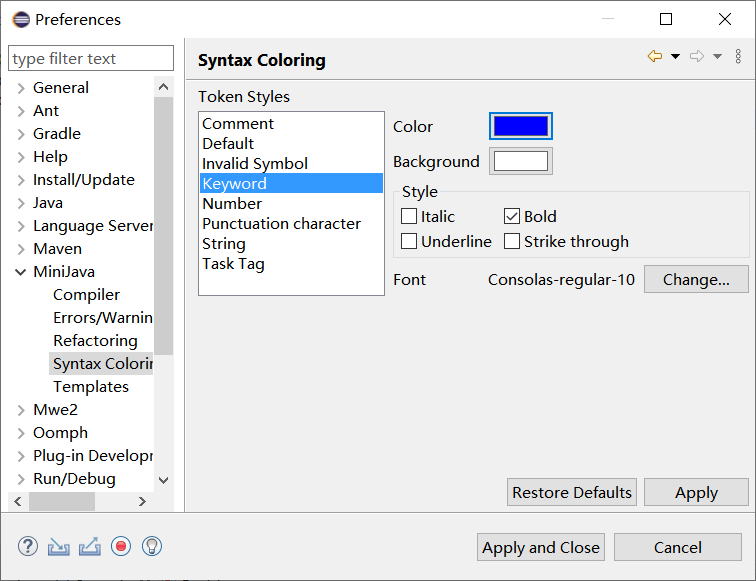 Preferences
type filter text
General
Ant
Gradle
Help
Install/Update
Java
Language Server
Maven
MiniJava
Compiler
Errors/Warnin
Refactoring
Syntax Colorin
Templates
Mwe2
Oomph
Plug-in Developr
Run/Debug
Syntax Coloring
Token Styles
Comment
Default
Invalid Symbol
Keyword
Number
Punctuation character
String
Task Tag
Color
Background
Style
Italic Bold
Underline Strike through
Font Consolas-regular-10 Change...
Restore Defaults Apply
Apply and Close Cancel